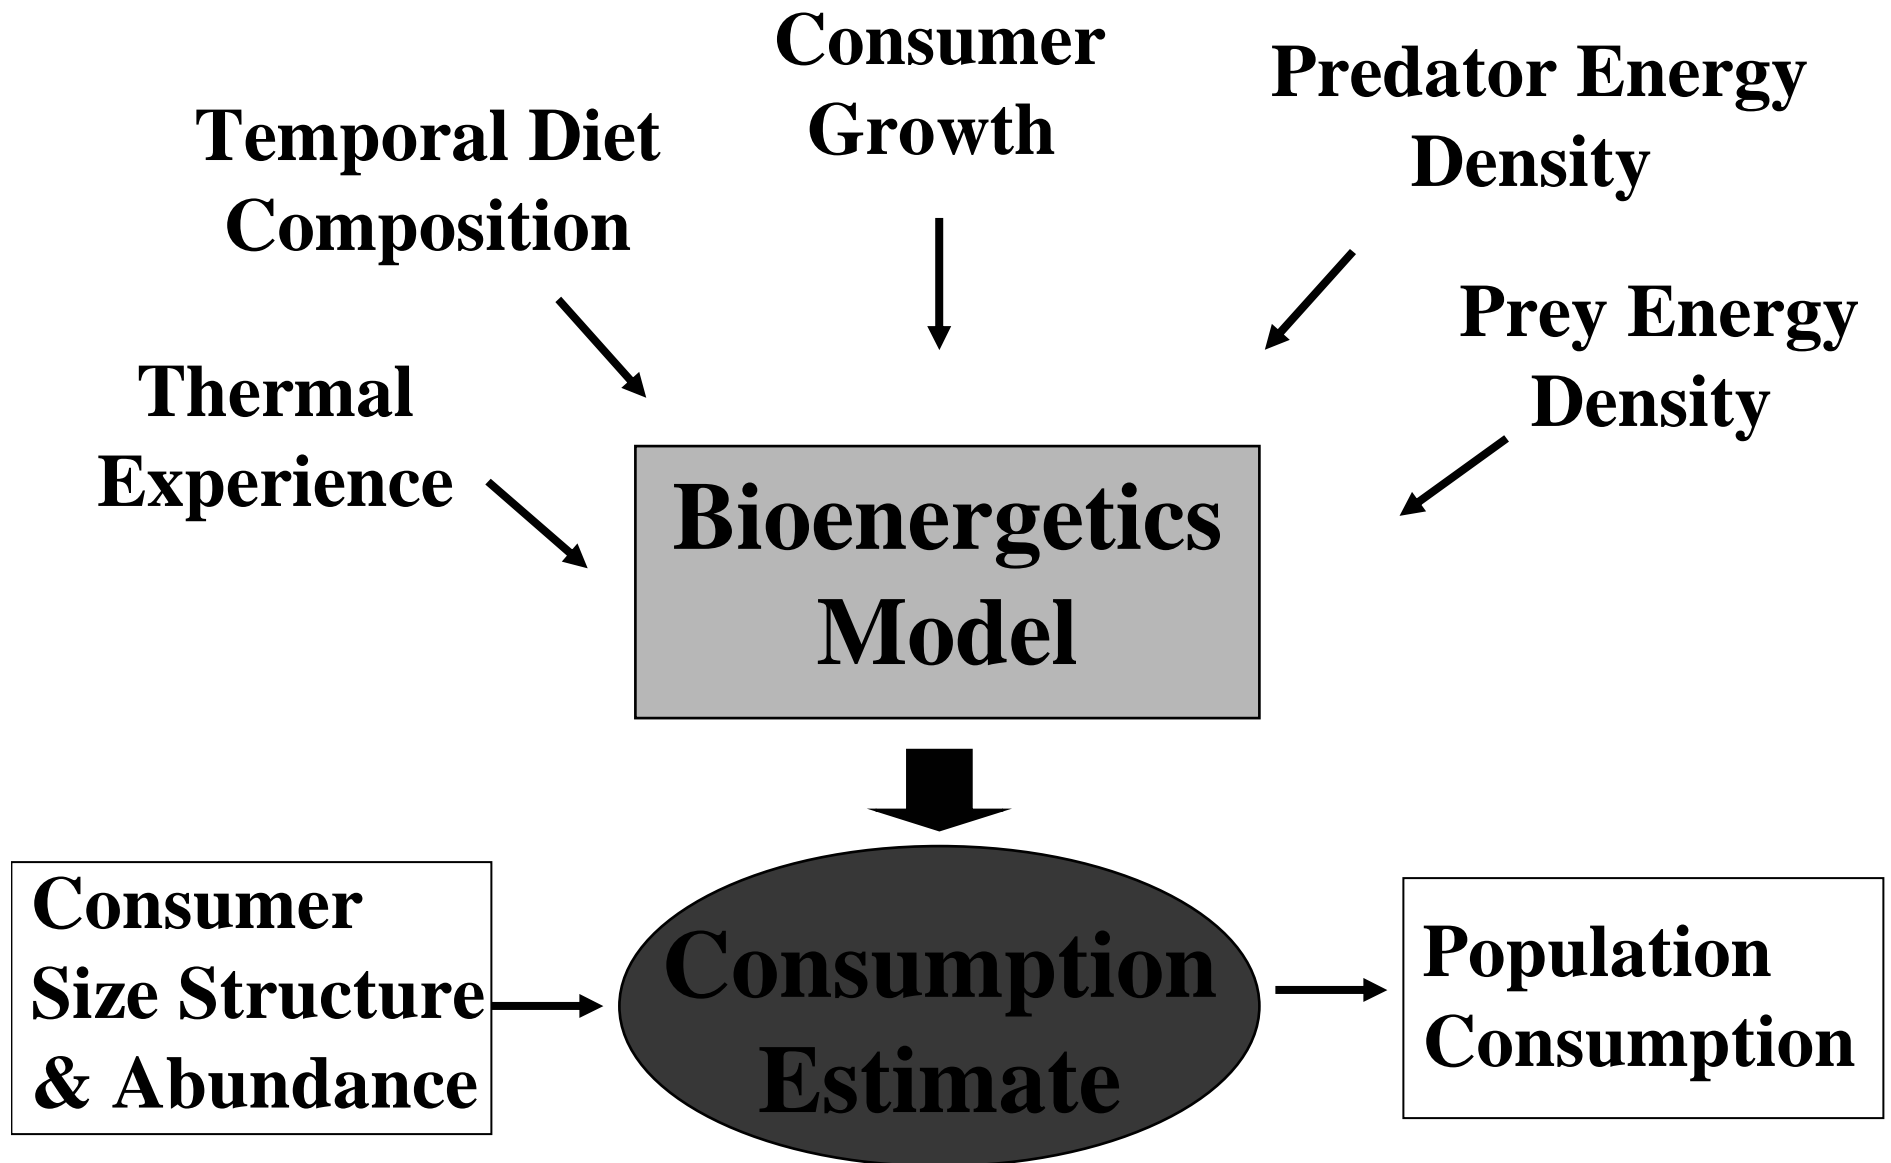 Consumer
Growth
Predator Energy
Density
Temporal Diet
Composition
Prey Energy
Density
Thermal
Experience
Bioenergetics
Model
Consumer
Size Structure
& Abundance
Consumption
Estimate
Population
Consumption